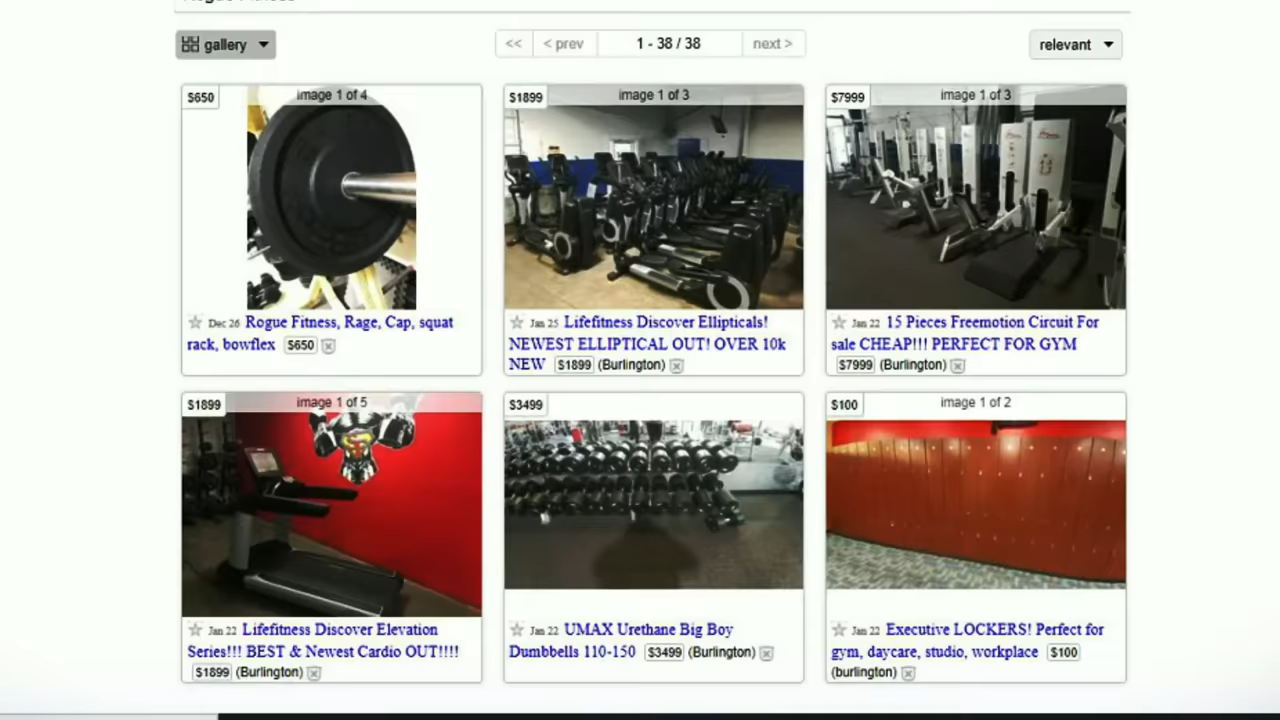 gallery
<< < prev 1 - 38 / 38 next >
relevant
$650 image 1 of 4
Dec 26 Rogue Fitness, Rage, Cap, squat
rack, bowflex $650
$1899 image 1 of 3
Jan 25 Lifefitness Discover Ellipticals!
NEWEST ELLIPTICAL OUT! OVER 10k
NEW $1899 (Burlington)
$7999 image 1 of 3
Jan 22 15 Pieces Freemotion Circuit For
sale CHEAP!!! PERFECT FOR GYM
$7999 (Burlington)
$1899 image 1 of 5
Jan 22 Lifefitness Discover Elevation
Series!!! BEST & Newest Cardio OUT!!!!
$1899 (Burlington)
$3499
Jan 22 UMAX Urethane Big Boy
Dumbbells 110-150 $3499 (Burlington)
$100 image 1 of 2
Jan 22 Executive LOCKERS! Perfect for
gym, daycare, studio, workplace $100
(burlington)